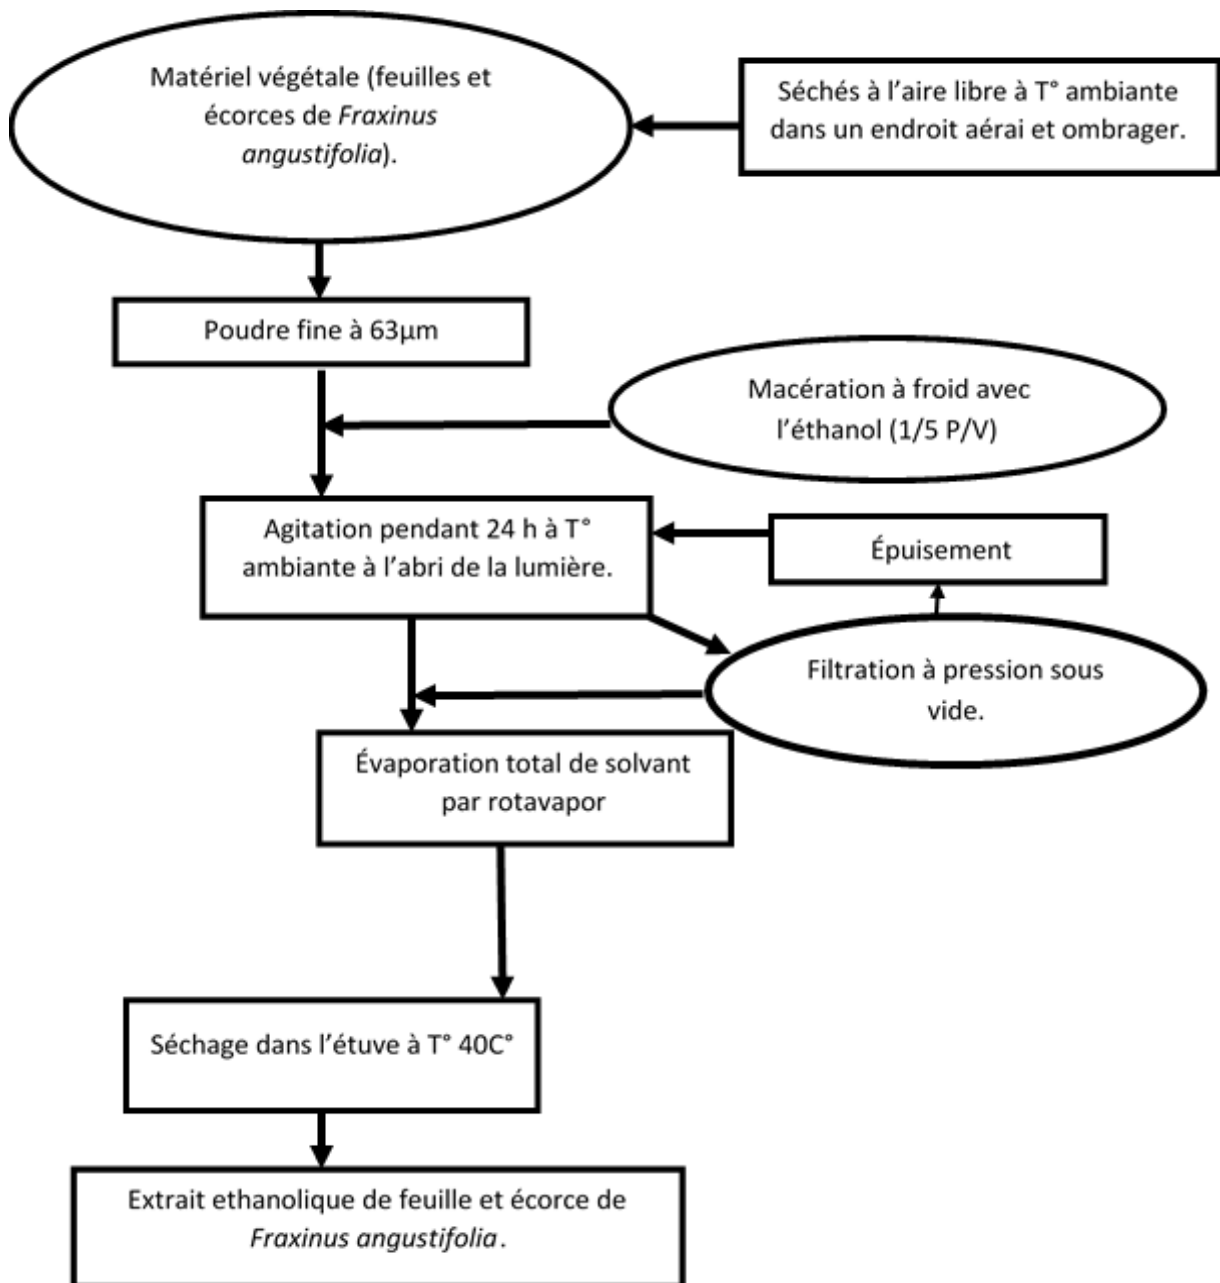 Matériel végétale (feuilles et
écorces de Fraxinus
angustifolia).
Séchés à l’aire libre à T° ambiante
dans un endroit aérai et ombrager.
Poudre fine à 63µm
Macération à froid avec
l’éthanol (1/5 P/V)
Agitation pendant 24 h à T°
ambiante à l’abri de la lumière.
Épuisement
Filtration à pression sous
vide.
Évaporation total de solvant
par rotavapor
Séchage dans l’étuve à T° 40C°
Extrait ethanolique de feuille et écorce de
Fraxinus angustifolia.